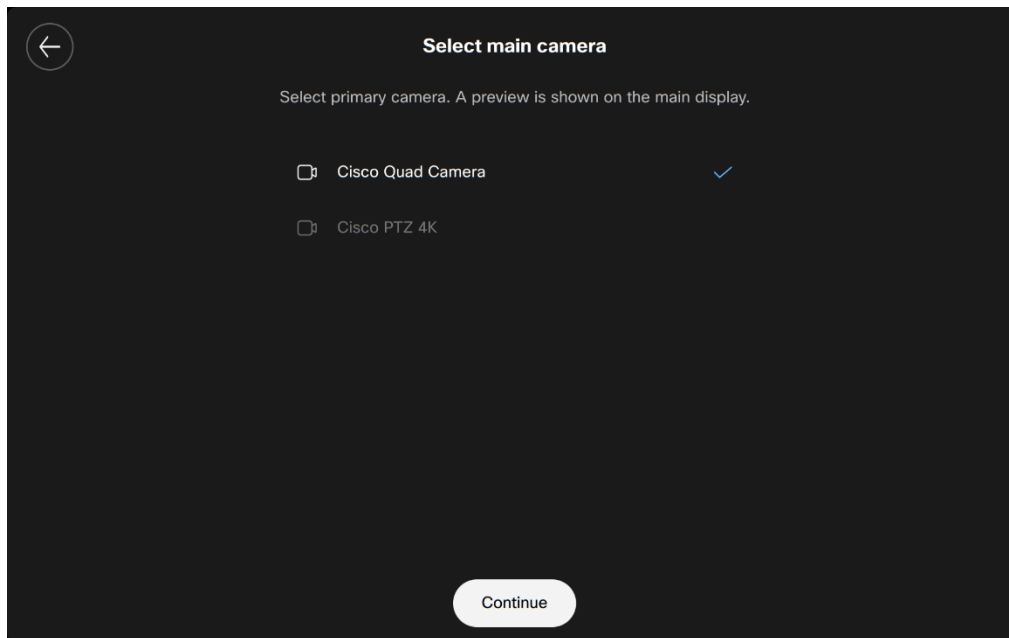 Select main camera
Select primary camera. A preview is shown on the main display.
Cisco Quad Camera
Cisco PTZ 4K
Continue